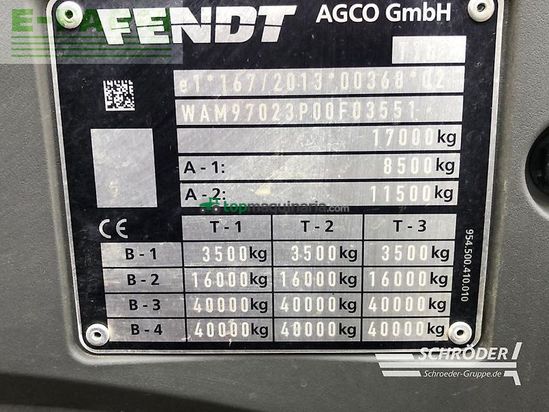 FENDT AGCO GmbH
e1*167/2013*00368*02
WAM97023P00F03551
17000kg
A - 1: 8500kg
A - 2: 11500kg
topmaquinaria.com
CE T - 1 T - 2 T - 3
B - 1 3500kg 3500kg 3500kg
B - 2 16000kg 16000kg 16000kg
B - 3 40000kg 40000kg 40000kg
B - 4 40000kg 40000kg 40000kg
954.500.410.010
SCHRÖDER
Schroeder-Gruppe.de